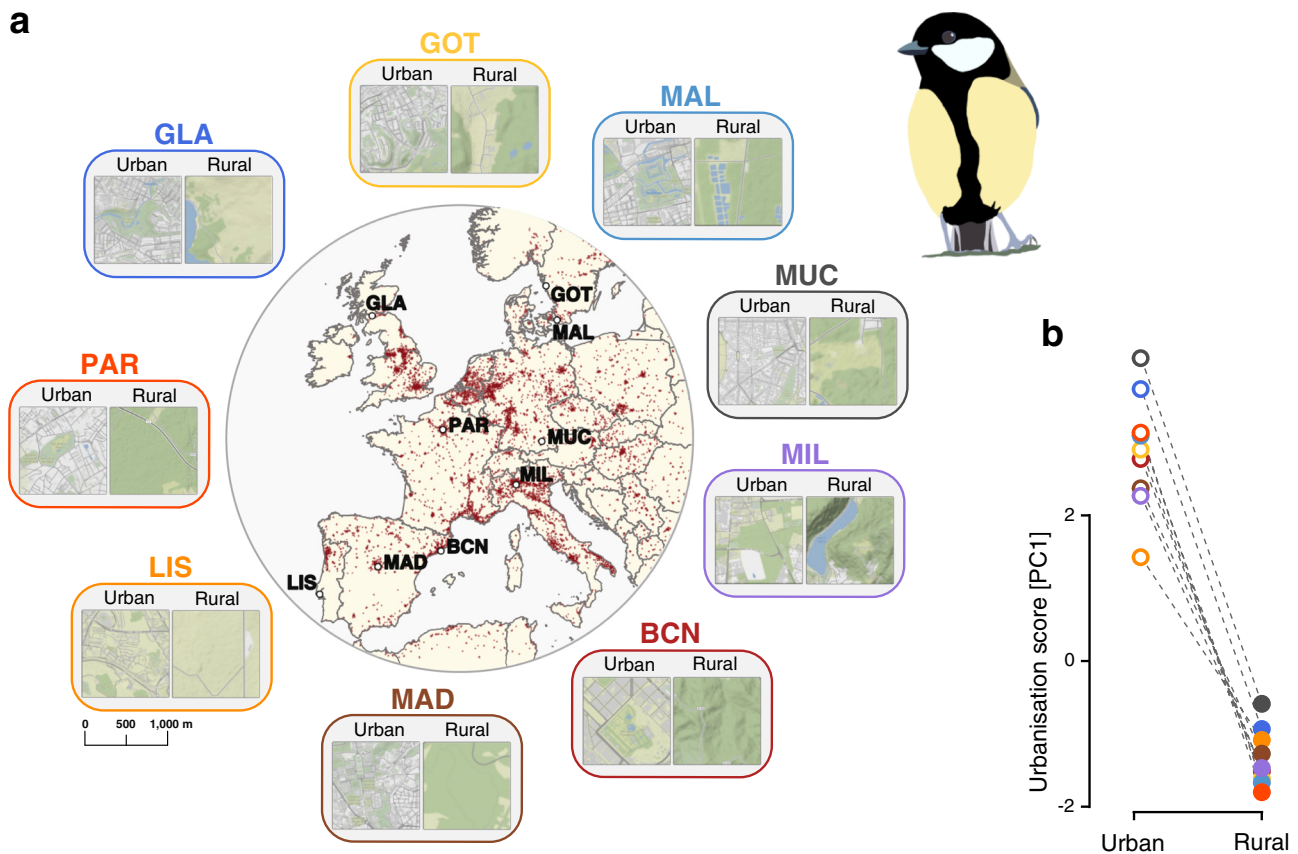 a
GOT
Urban Rural
MAL
Urban Rural
GLA
Urban Rural
MUC
Urban Rural
PAR
Urban Rural
MIL
Urban Rural
LIS
Urban Rural
0 500 1,000 m
MAD
Urban Rural
BCN
Urban Rural
GLA
GOT
MAL
PAR
MUC
MIL
BCN
MAD
LIS
b
Urbanisation score [PC1]
2
0
-2
Urban Rural